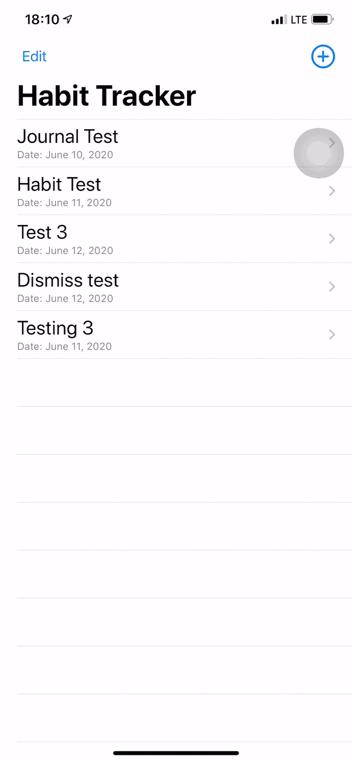 18:10 LTE
Edit
Habit Tracker
Journal Test
Date: June 10, 2020
Habit Test
Date: June 11, 2020
Test 3
Date: June 12, 2020
Dismiss test
Date: June 12, 2020
Testing 3
Date: June 11, 2020